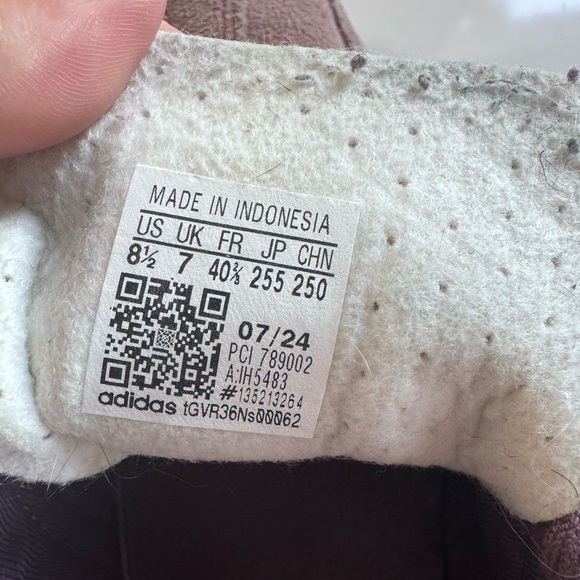 MADE IN INDONESIA
US UK FR JP CHN
8½ 7 40⅔ 255 250
07/24
PCI 789002
A:IH5483
#135213264
adidas tGVR36Ns00062